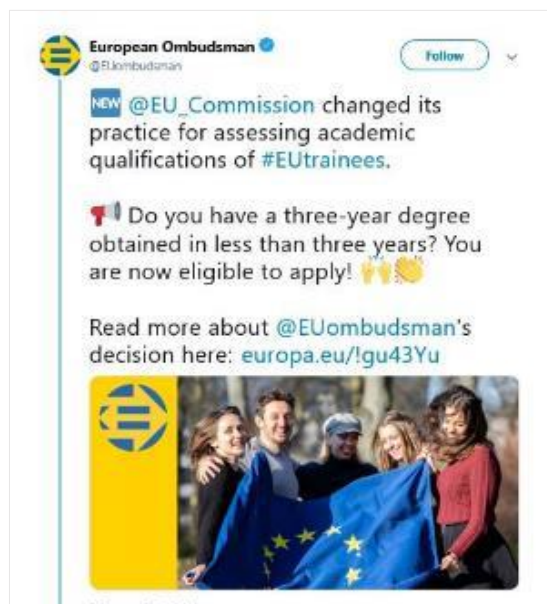 European Ombudsman
@EUombudsman
Follow
NEW @EU_Commission changed its
practice for assessing academic
qualifications of #EUtrainees.
Do you have a three-year degree
obtained in less than three years? You
are now eligible to apply!
Read more about @EUombudsman's
decision here: europa.eu/!gu43Yu